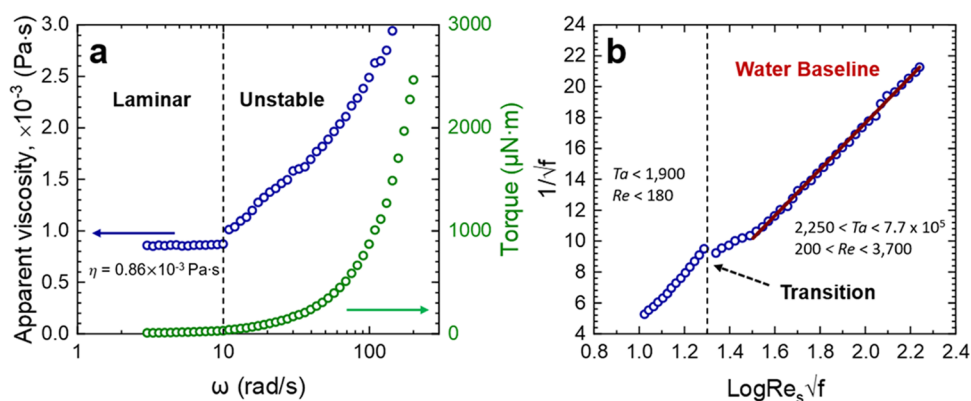 a
Laminar
Unstable
η = 0.86×10⁻³ Pa·s
Apparent viscosity, ×10⁻³ (Pa·s)
3.0
2.5
2.0
1.5
1.0
0.5
0.0
1
10
100
ω (rad/s)
3000
2000
1000
0
Torque (μN·m)
b
Water Baseline
Ta < 1,900
Re < 180
2,250 < Ta < 7.7 x 10⁵
200 < Re < 3,700
Transition
1/√f
24
22
20
18
16
14
12
10
8
6
4
0.8
1.0
1.2
1.4
1.6
1.8
2.0
2.2
2.4
LogReₛ√f